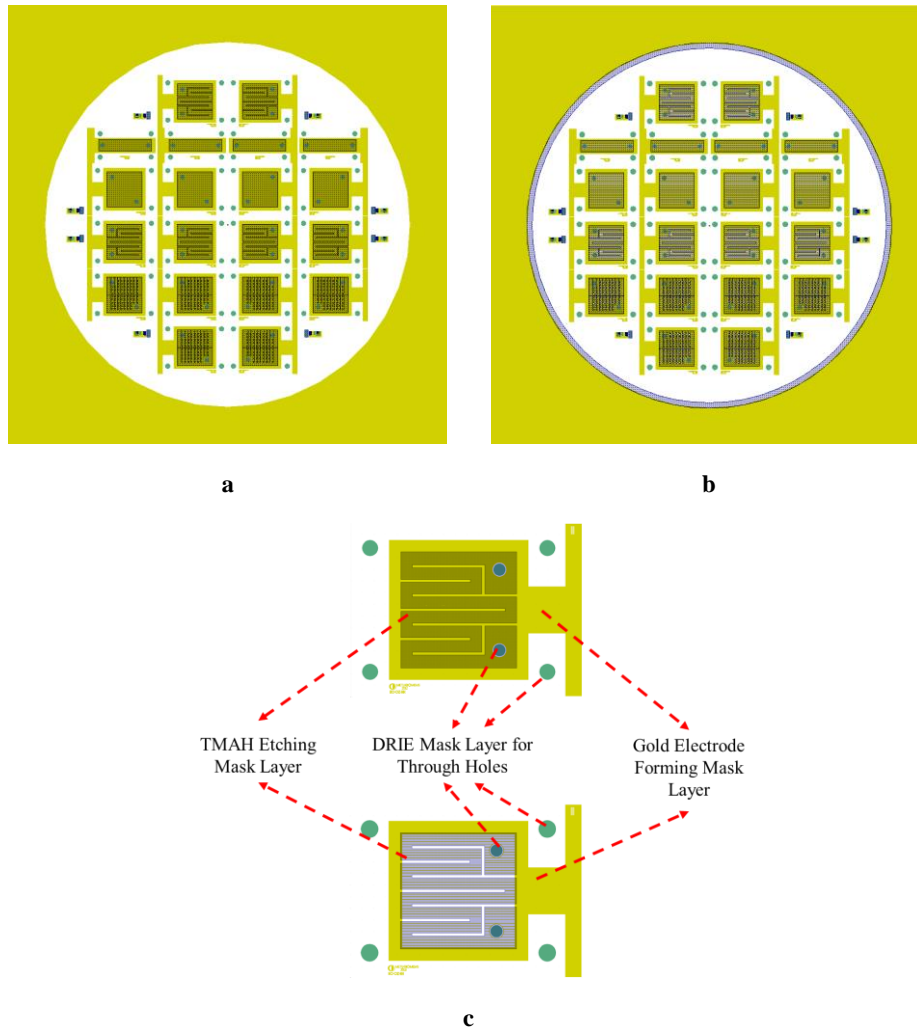 a
b
TMAH Etching
Mask Layer
DRIE Mask Layer for
Through Holes
Gold Electrode
Forming Mask
Layer
c